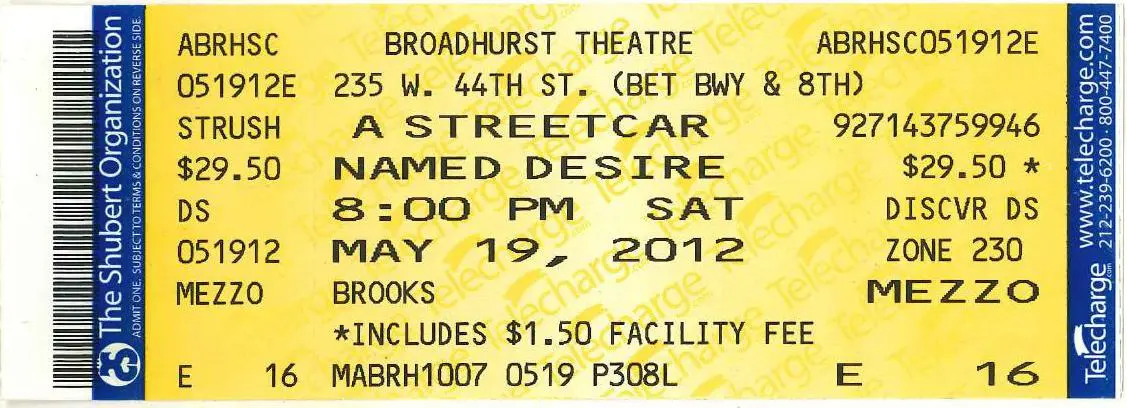 The Shubert Organization
ADMIT ONE. SUBJECT TO TERMS & CONDITIONS ON REVERSE SIDE.
ABRHSC BROADHURST THEATRE ABRHSC051912E
051912E 235 W. 44TH ST. (BET BWY & 8TH)
STRUSH A STREETCAR 927143759946
$29.50 NAMED DESIRE $29.50 *
DS 8:00 PM SAT DISCVR DS
051912 MAY 19, 2012 ZONE 230
MEZZO BROOKS MEZZO
*INCLUDES $1.50 FACILITY FEE
E 16 MABRH1007 0519 P308L E 16
Telecharge.com
www.telecharge.com
212-239-6200 · 800-447-7400